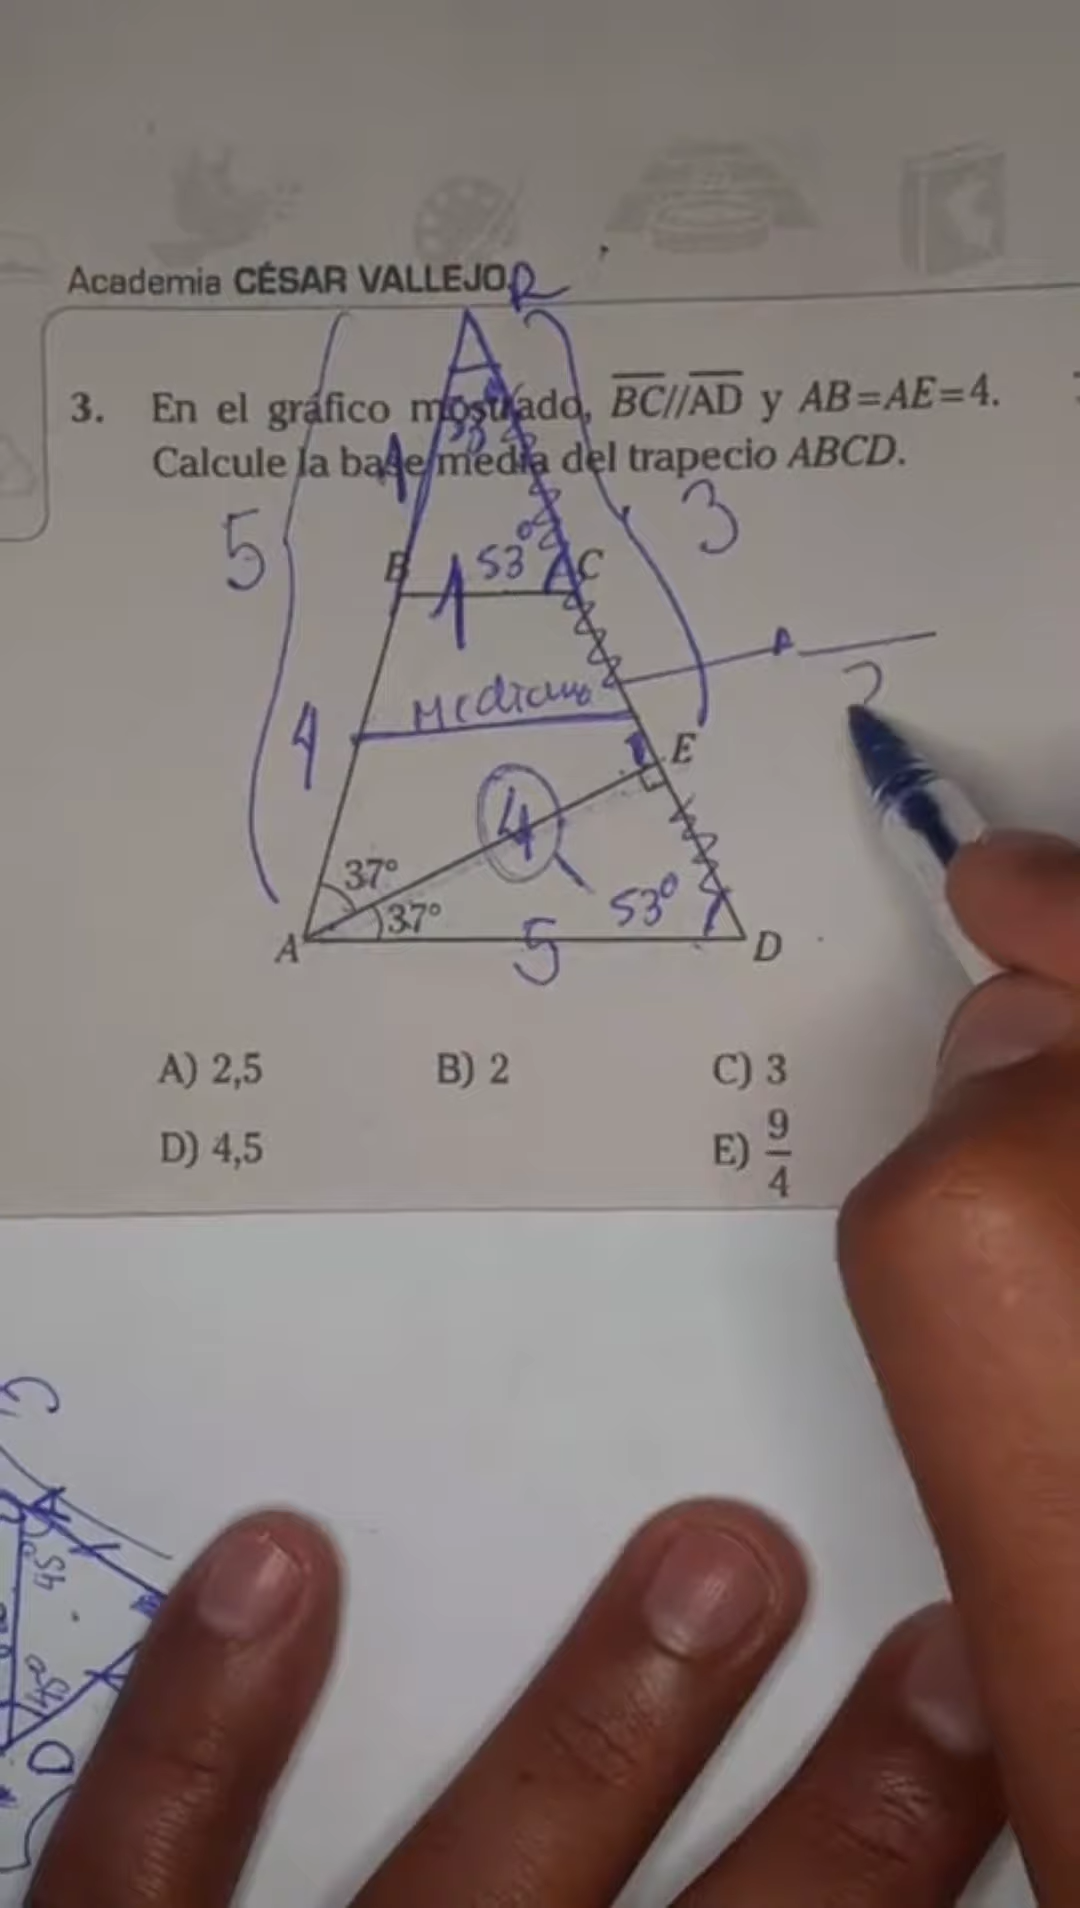 Academia CÉSAR VALLEJO R
3. En el gráfico mostrado, BC//AD y AB=AE=4.
Calcule la base media del trapecio ABCD.
1
5
3
B
1
53°
C
Mediana
4
E
4
37°
37°
53°
A
5
D
A) 2,5 B) 2 C) 3
D) 4,5 E) 9/4